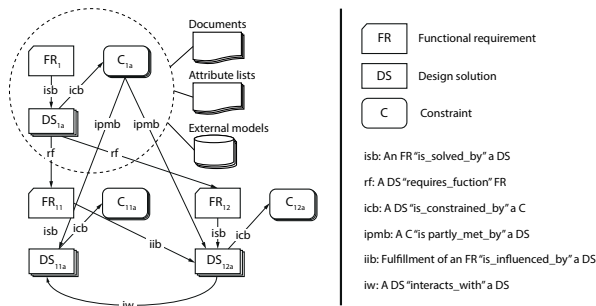 Documents
FR1
C1a
isb
icb
Attribute lists
DS1a
ipmb
ipmb
External models
rf
rf
FR11
C11a
FR12
C12a
isb
icb
iib
isb
icb
DS11a
DS12a
iw
FR
Functional requirement
DS
Design solution
C
Constraint
isb: An FR "is_solved_by" a DS
rf: A DS "requires_fuction" FR
icb: A DS "is_constrained_by" a C
ipmb: A C "is partly_met_by" a DS
iib: Fulfillment of an FR "is_influenced_by" a DS
iw: A DS "interacts_with" a DS